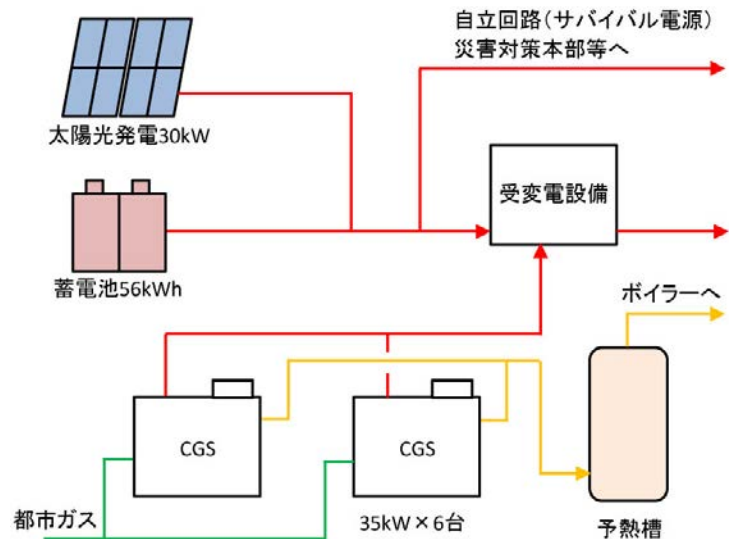 自立回路(サバイバル電源)
災害対策本部等へ
太陽光発電30kW
受変電設備
蓄電池56kWh
ボイラーへ
CGS
CGS
都市ガス
35kW×6台
予熱槽